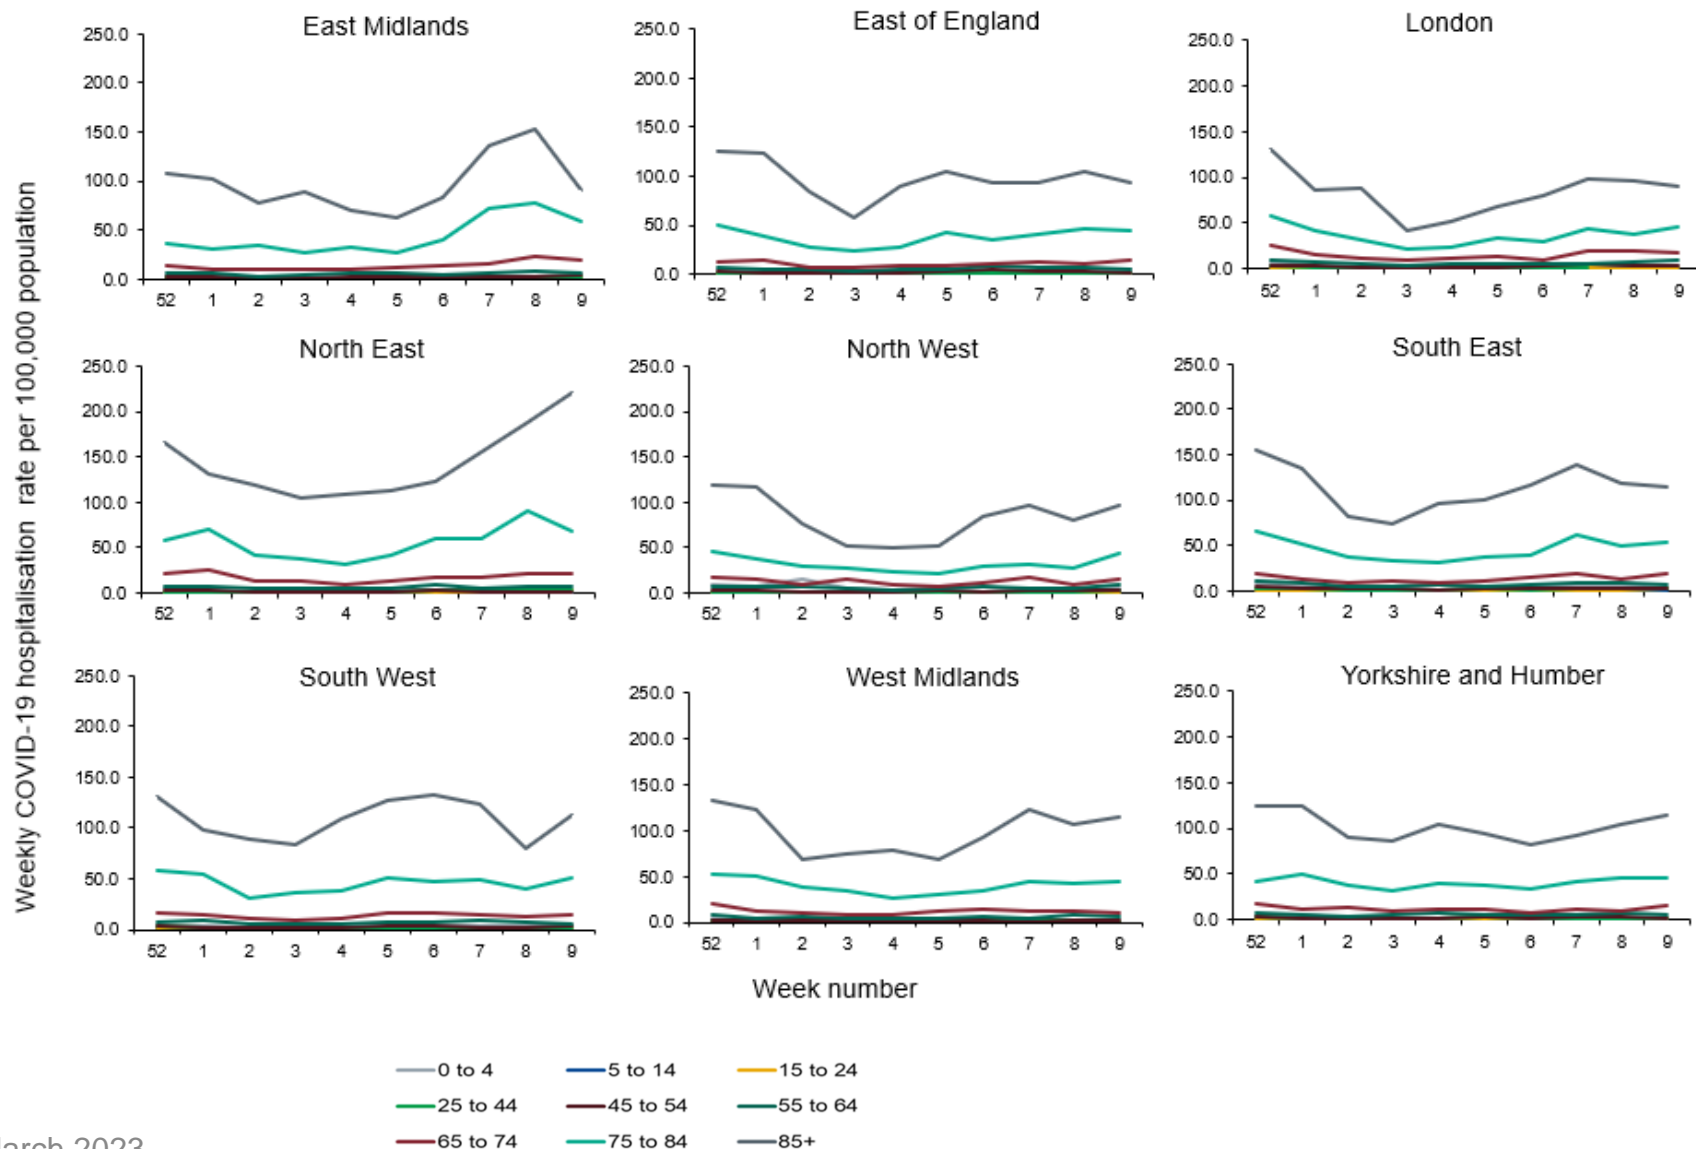 Weekly COVID-19 hospitalisation rate per 100,000 population
East Midlands
250.0
200.0
150.0
100.0
50.0
0.0
52 1 2 3 4 5 6 7 8 9
East of England
250.0
200.0
150.0
100.0
50.0
0.0
52 1 2 3 4 5 6 7 8 9
London
250.0
200.0
150.0
100.0
50.0
0.0
52 1 2 3 4 5 6 7 8 9
North East
250.0
200.0
150.0
100.0
50.0
0.0
52 1 2 3 4 5 6 7 8 9
North West
250.0
200.0
150.0
100.0
50.0
0.0
52 1 2 3 4 5 6 7 8 9
South East
250.0
200.0
150.0
100.0
50.0
0.0
52 1 2 3 4 5 6 7 8 9
South West
250.0
200.0
150.0
100.0
50.0
0.0
52 1 2 3 4 5 6 7 8 9
West Midlands
250.0
200.0
150.0
100.0
50.0
0.0
52 1 2 3 4 5 6 7 8 9
Yorkshire and Humber
250.0
200.0
150.0
100.0
50.0
0.0
52 1 2 3 4 5 6 7 8 9
Week number
0 to 4 5 to 14 15 to 24
25 to 44 45 to 54 55 to 64
65 to 74 75 to 84 85+
2023